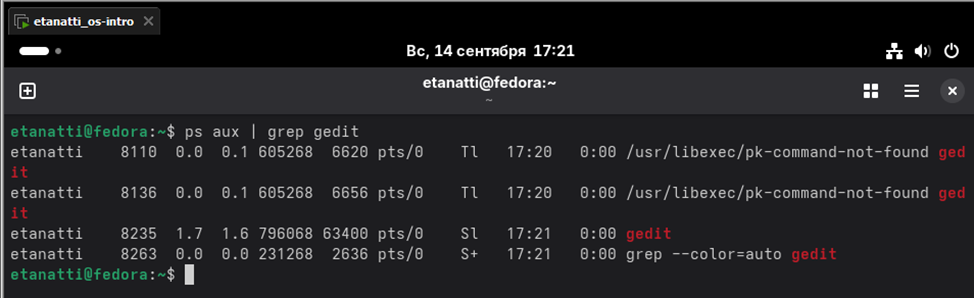 etanatti_os-intro
Вс, 14 сентября 17:21
etanatti@fedora:~
~
etanatti@fedora:~$ ps aux | grep gedit
etanatti    8110  0.0  0.1 605268  6620 pts/0    Tl   17:20   0:00 /usr/libexec/pk-command-not-found ged
it
etanatti    8136  0.0  0.1 605268  6656 pts/0    Tl   17:20   0:00 /usr/libexec/pk-command-not-found ged
it
etanatti    8235  1.7  1.6 796068 63400 pts/0    Sl   17:21   0:00 gedit
etanatti    8263  0.0  0.0 231268  2636 pts/0    S+   17:21   0:00 grep --color=auto gedit
etanatti@fedora:~$